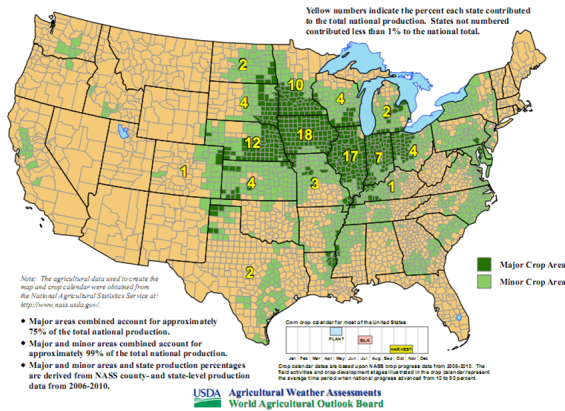 Yellow numbers indicate the percent each state contributed
to the total national production. States not numbered
contributed less than 1% to the national total.
2
10
4
4
2
12
18
17
7
4
1
4
3
1
2
Major Crop Area
Minor Crop Area
Note: The agricultural data used to create the
map and crop calendar were obtained from
the National Agricultural Statistics Service at:
http://www.nass.usda.gov/.
● Major areas combined account for approximately
75% of the total national production.
● Major and minor areas combined account for
approximately 99% of the total national production.
● Major and minor areas and state production percentages
are derived from NASS county- and state-level production
data from 2006-2010.
Corn crop calendar for most of the United States
PLANT
SILK
HARVEST
Jan Feb Mar Apr May Jun Jul Aug Sep Oct Nov Dec
Crop calendar dates are based upon NASS crop progress data from 2006-2010. The
field activities and crop development stages illustrated in the crop calendar represent
the average time period when national progress advanced from 10 to 90 percent.
USDA Agricultural Weather Assessments
World Agricultural Outlook Board